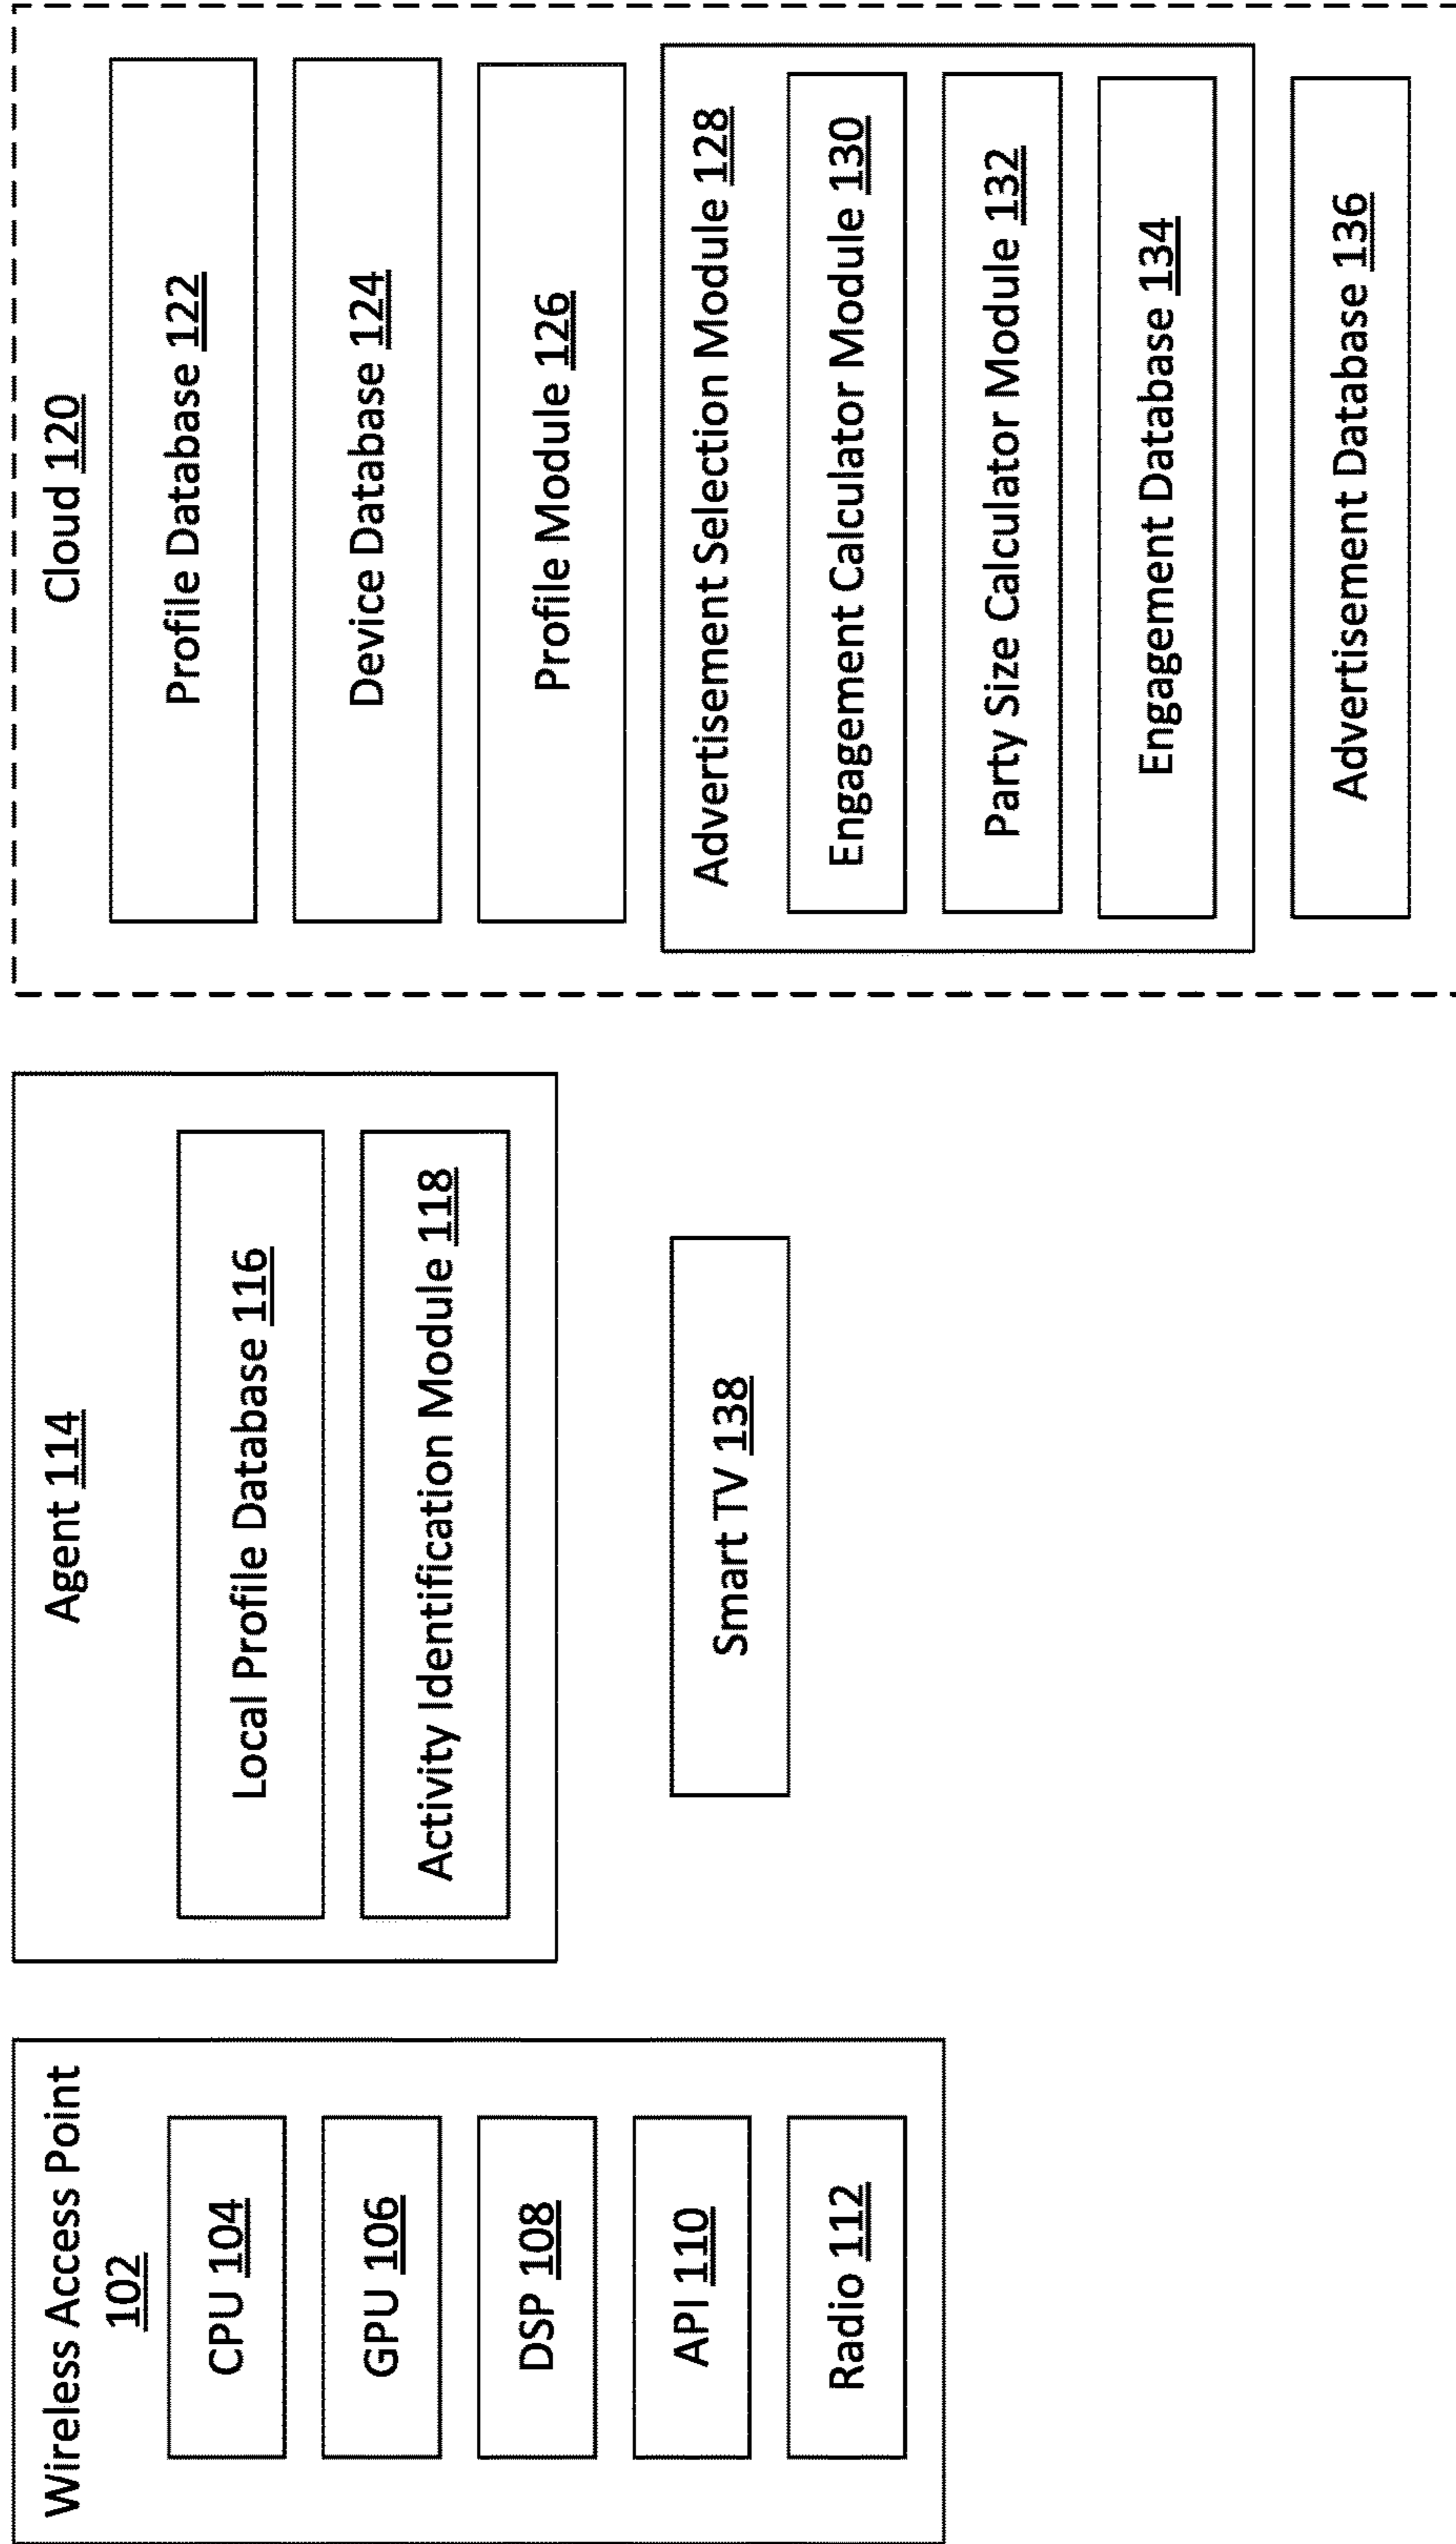 Wireless Access Point
102
CPU 104
GPU 106
DSP 108
API 110
Radio 112
Agent 114
Local Profile Database 116
Activity Identification Module 118
Smart TV 138
Cloud 120
Profile Database 122
Device Database 124
Profile Module 126
Advertisement Selection Module 128
Engagement Calculator Module 130
Party Size Calculator Module 132
Engagement Database 134
Advertisement Database 136